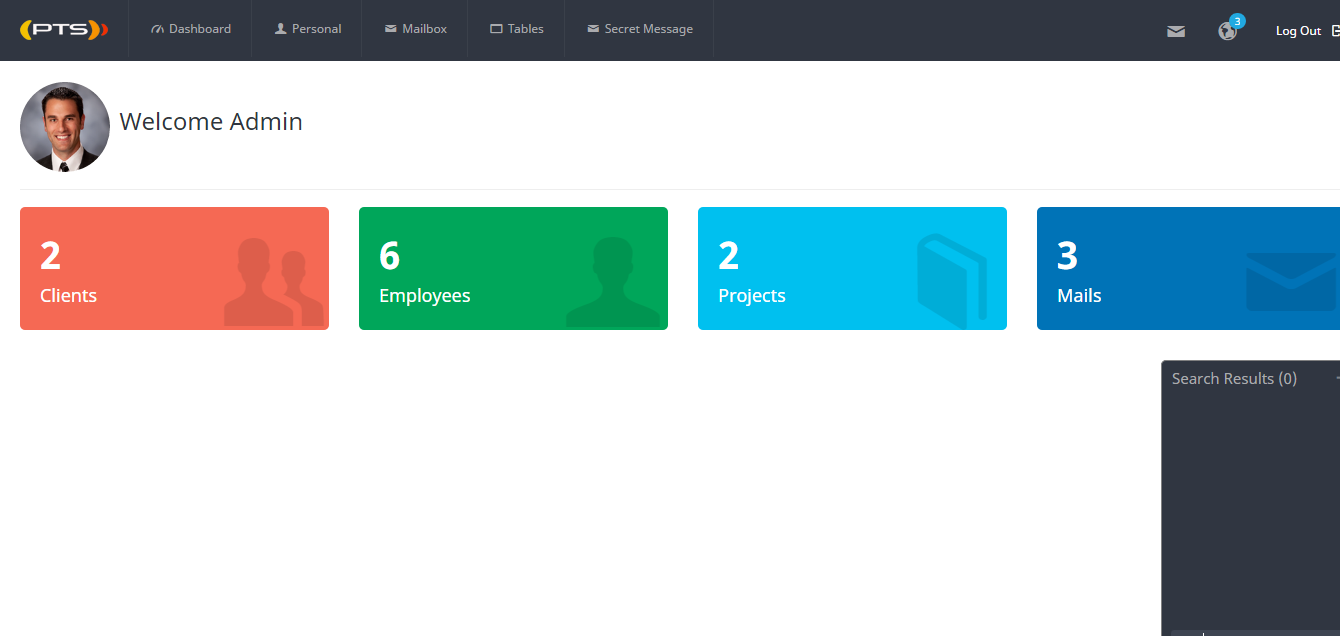 PTS
Dashboard
Personal
Mailbox
Tables
Secret Message
3
Log Out
Welcome Admin
2
Clients
6
Employees
2
Projects
3
Mails
Search Results (0)